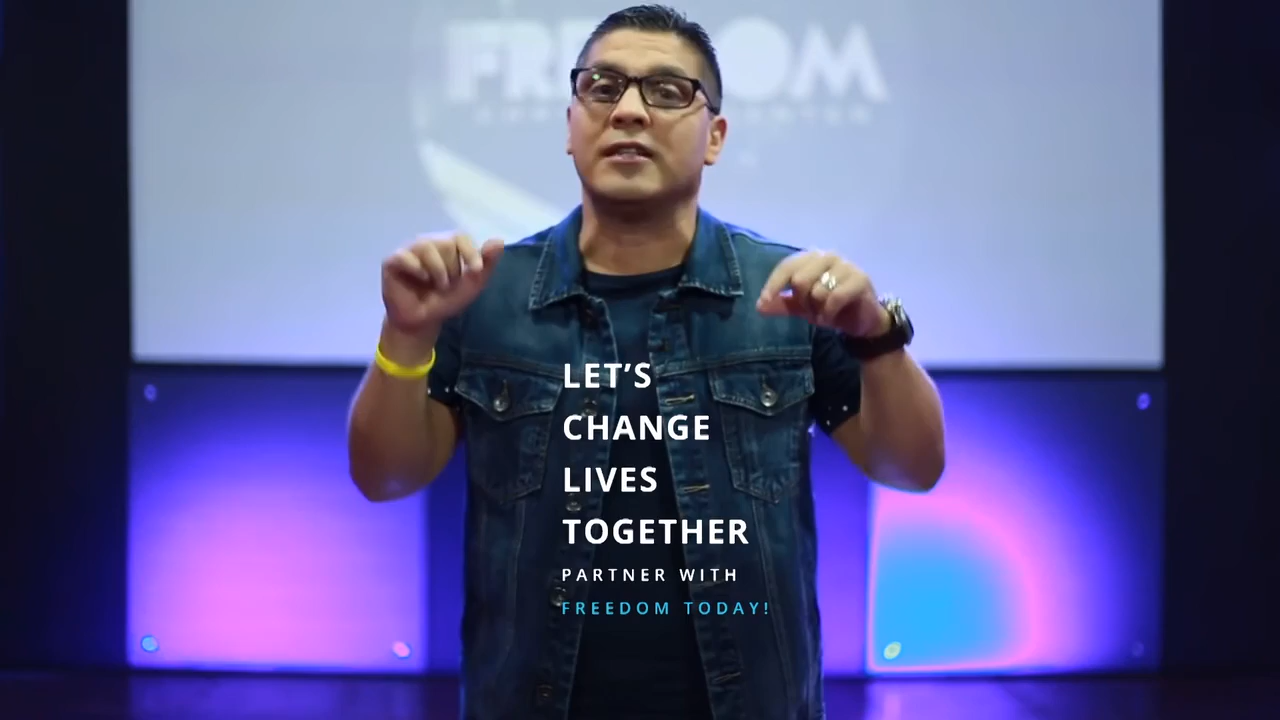 FREEDOM
LET’S
CHANGE
LIVES
TOGETHER
PARTNER WITH
FREEDOM TODAY!